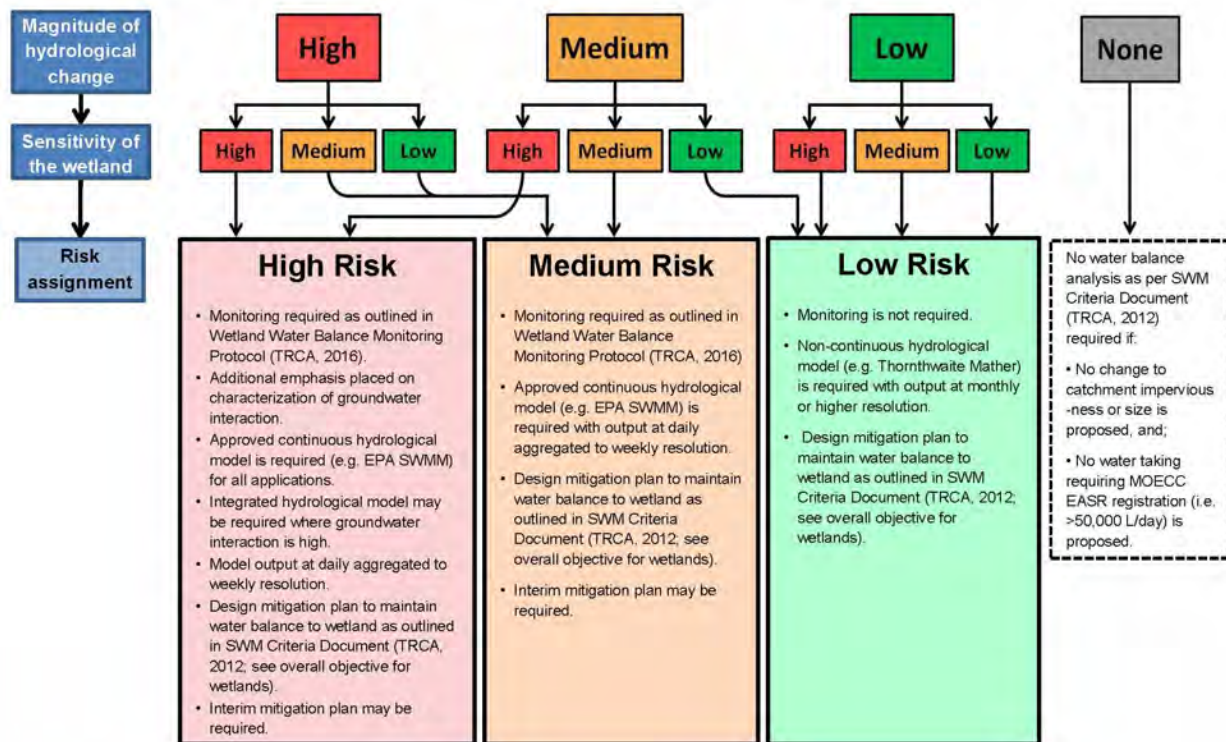 Magnitude of
hydrological
change
High
Medium
Low
None
Sensitivity of
the wetland
High
Medium
Low
High
Medium
Low
High
Medium
Low
Risk
assignment
High Risk
• Monitoring required as outlined in
Wetland Water Balance Monitoring
Protocol (TRCA, 2016).
• Additional emphasis placed on
characterization of groundwater
interaction.
• Approved continuous hydrological
model is required (e.g. EPA SWMM)
for all applications.
• Integrated hydrological model may
be required where groundwater
interaction is high.
• Model output at daily aggregated to
weekly resolution.
• Design mitigation plan to maintain
water balance to wetland as outlined
in SWM Criteria Document (TRCA,
2012; see overall objective for
wetlands).
• Interim mitigation plan may be
required.
Medium Risk
• Monitoring required as outlined in
Wetland Water Balance
Monitoring Protocol (TRCA, 2016)
• Approved continuous hydrological
model (e.g. EPA SWMM) is
required with output at daily
aggregated to weekly resolution.
• Design mitigation plan to maintain
water balance to wetland as
outlined in SWM Criteria
Document (TRCA, 2012; see
overall objective for wetlands).
• Interim mitigation plan may be
required.
Low Risk
• Monitoring is not required.
• Non-continuous hydrological
model (e.g. Thornthwaite Mather)
is required with output at monthly
or higher resolution.
• Design mitigation plan to
maintain water balance to
wetland as outlined in SWM
Criteria Document (TRCA, 2012;
see overall objective for
wetlands).
No water balance
analysis as per SWM
Criteria Document
(TRCA, 2012)
required if:
• No change to
catchment impervious
-ness or size is
proposed, and;
• No water taking
requiring MOECC
EASR registration (i.e.
>50,000 L/day) is
proposed.